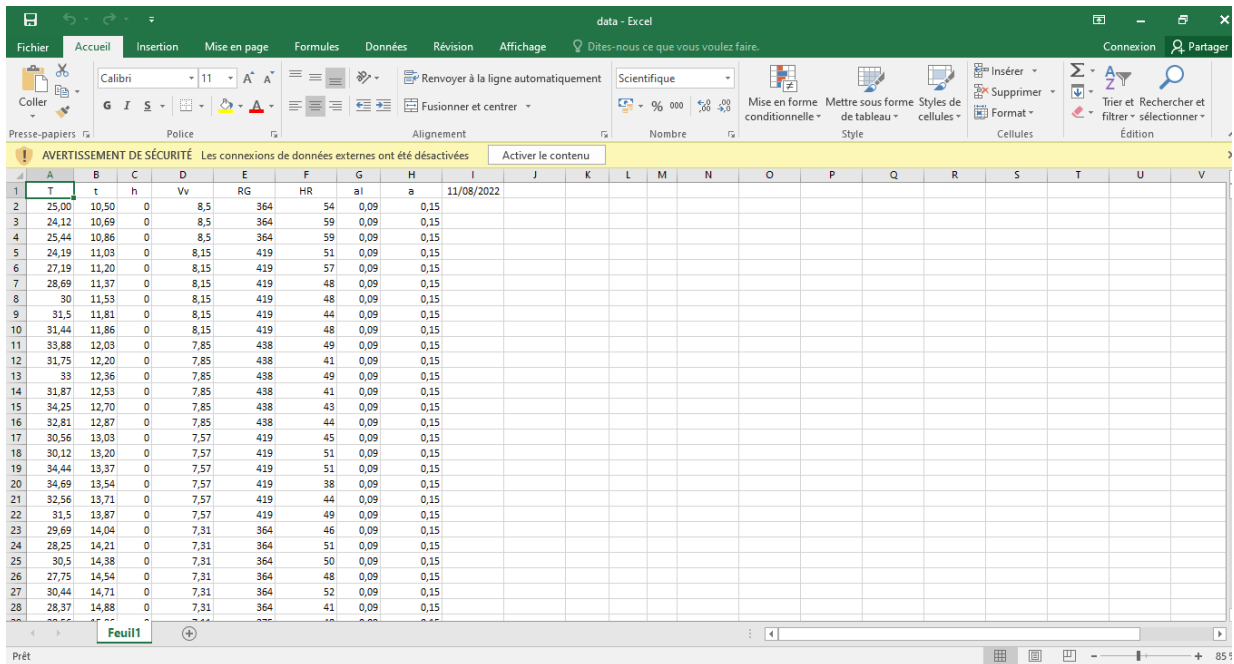 data - Excel
Fichier Accueil Insertion Mise en page Formules Données Révision Affichage Dites-nous ce que vous voulez faire. Connexion Partager
Coller
Presse-papiers
Calibri 11 A A
G I S A
Police
Renvoyer à la ligne automatiquement
Fusionner et centrer
Alignement
Scientifique
% 000
Nombre
Mise en forme conditionnelle
Mettre sous forme de tableau
Styles de cellules
Style
Insérer
Supprimer
Format
Cellules
Trier et filtrer
Rechercher et sélectionner
Édition
AVERTISSEMENT DE SÉCURITÉ Les connexions de données externes ont été désactivées Activer le contenu
A B C D E F G H I J K L M N O P Q R S T U V
1 T t h Vv RG HR al a 11/08/2022
2 25,00 10,50 0 8,5 364 54 0,09 0,15
3 24,12 10,69 0 8,5 364 59 0,09 0,15
4 25,44 10,86 0 8,5 364 59 0,09 0,15
5 24,19 11,03 0 8,15 419 51 0,09 0,15
6 27,19 11,20 0 8,15 419 57 0,09 0,15
7 28,69 11,37 0 8,15 419 48 0,09 0,15
8 30 11,53 0 8,15 419 48 0,09 0,15
9 31,5 11,81 0 8,15 419 44 0,09 0,15
10 31,44 11,86 0 8,15 419 48 0,09 0,15
11 33,88 12,03 0 7,85 438 49 0,09 0,15
12 31,75 12,20 0 7,85 438 41 0,09 0,15
13 33 12,36 0 7,85 438 49 0,09 0,15
14 31,87 12,53 0 7,85 438 41 0,09 0,15
15 34,25 12,70 0 7,85 438 43 0,09 0,15
16 32,81 12,87 0 7,85 438 44 0,09 0,15
17 30,56 13,03 0 7,57 419 45 0,09 0,15
18 30,12 13,20 0 7,57 419 51 0,09 0,15
19 34,44 13,37 0 7,57 419 51 0,09 0,15
20 34,69 13,54 0 7,57 419 38 0,09 0,15
21 32,56 13,71 0 7,57 419 44 0,09 0,15
22 31,5 13,87 0 7,57 419 49 0,09 0,15
23 29,69 14,04 0 7,31 364 46 0,09 0,15
24 28,25 14,21 0 7,31 364 51 0,09 0,15
25 30,5 14,38 0 7,31 364 50 0,09 0,15
26 27,75 14,54 0 7,31 364 48 0,09 0,15
27 30,44 14,71 0 7,31 364 52 0,09 0,15
28 28,37 14,88 0 7,31 364 41 0,09 0,15
Feuil1
Prêt